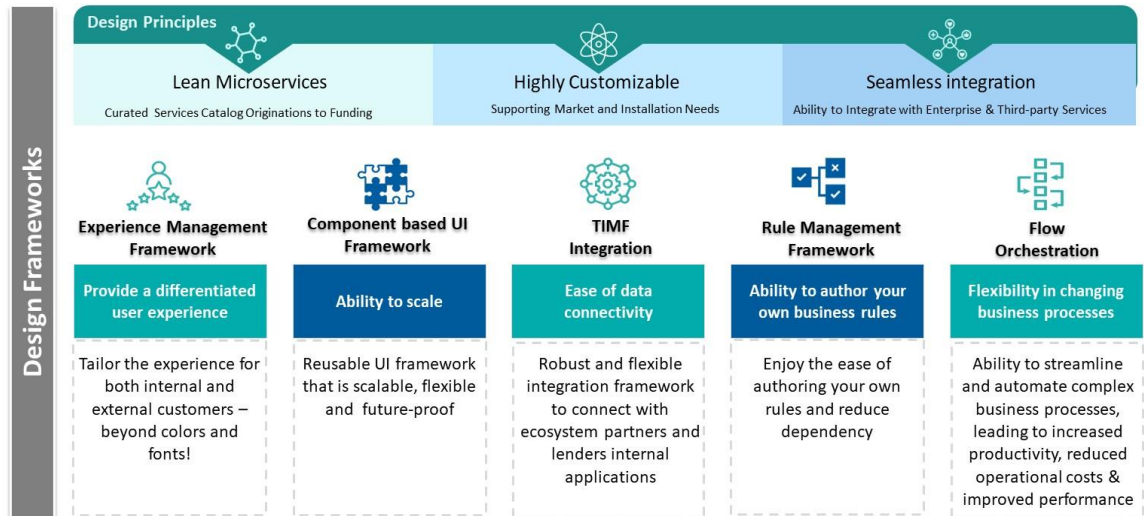 Design Frameworks
Design Principles
Lean Microservices
Curated Services Catalog Originations to Funding
Highly Customizable
Supporting Market and Installation Needs
Seamless integration
Ability to Integrate with Enterprise & Third-party Services
Experience Management
Framework
Provide a differentiated
user experience
Tailor the experience for
both internal and
external customers –
beyond colors and
fonts!
Component based UI
Framework
Ability to scale
Reusable UI framework
that is scalable, flexible
and future-proof
TIMF
Integration
Ease of data
connectivity
Robust and flexible
integration framework
to connect with
ecosystem partners and
lenders internal
applications
Rule Management
Framework
Ability to author your
own business rules
Enjoy the ease of
authoring your own
rules and reduce
dependency
Flow
Orchestration
Flexibility in changing
business processes
Ability to streamline
and automate complex
business processes,
leading to increased
productivity, reduced
operational costs &
improved performance